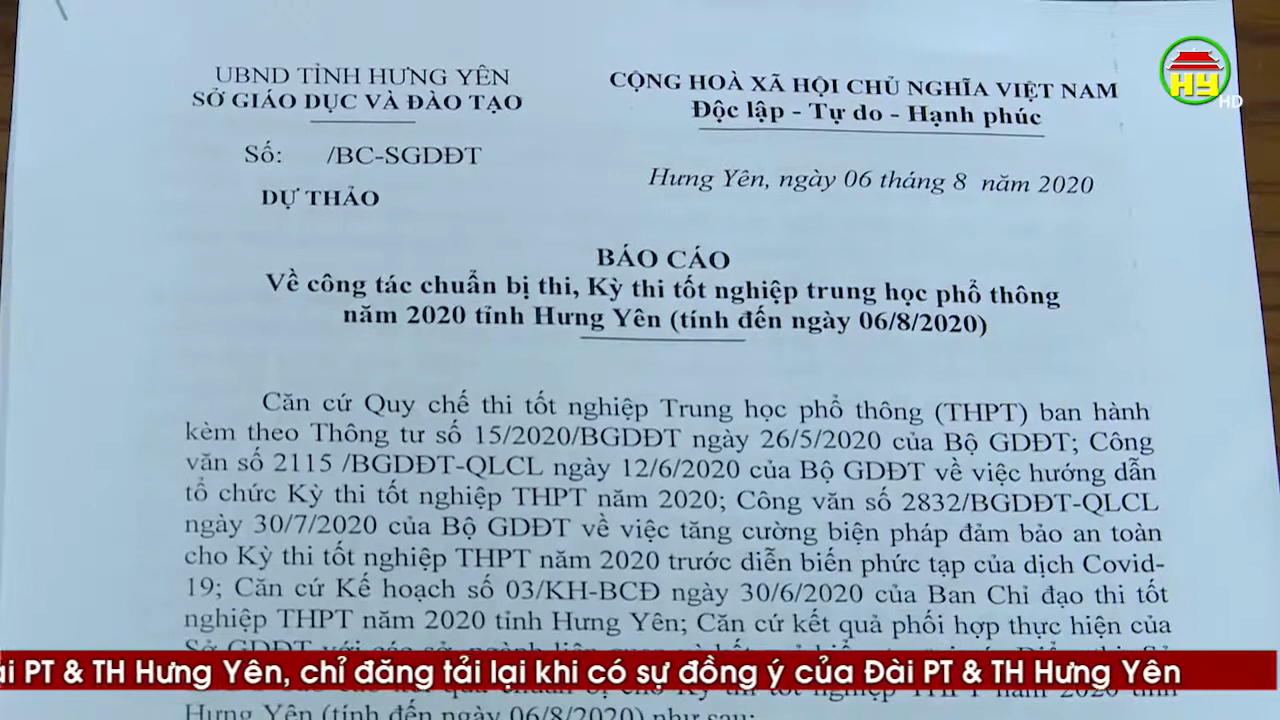 UBND TỈNH HƯNG YÊN
SỞ GIÁO DỤC VÀ ĐÀO TẠO
CỘNG HOÀ XÃ HỘI CHỦ NGHĨA VIỆT NAM
Độc lập - Tự do - Hạnh phúc
Số: /BC-SGDĐT
Hưng Yên, ngày 06 tháng 8 năm 2020
DỰ THẢO
HY
HD
BÁO CÁO
Về công tác chuẩn bị thi, Kỳ thi tốt nghiệp trung học phổ thông
năm 2020 tỉnh Hưng Yên (tính đến ngày 06/8/2020)
Căn cứ Quy chế thi tốt nghiệp Trung học phổ thông (THPT) ban hành
kèm theo Thông tư số 15/2020/BGDĐT ngày 26/5/2020 của Bộ GDĐT; Công
văn số 2115 /BGDĐT-QLCL ngày 12/6/2020 của Bộ GDĐT về việc hướng dẫn
tổ chức Kỳ thi tốt nghiệp THPT năm 2020; Công văn số 2832/BGDĐT-QLCL
ngày 30/7/2020 của Bộ GDĐT về việc tăng cường biện pháp đảm bảo an toàn
cho Kỳ thi tốt nghiệp THPT năm 2020 trước diễn biến phức tạp của dịch Covid-
19; Căn cứ Kế hoạch số 03/KH-BCĐ ngày 30/6/2020 của Ban Chỉ đạo thi tốt
nghiệp THPT năm 2020 tỉnh Hưng Yên; Căn cứ kết quả phối hợp thực hiện của
ài PT & TH Hưng Yên, chỉ đăng tải lại khi có sự đồng ý của Đài PT & TH Hưng Yên
Hưng Yên (tính đến ngày 06/8/2020) như sau: